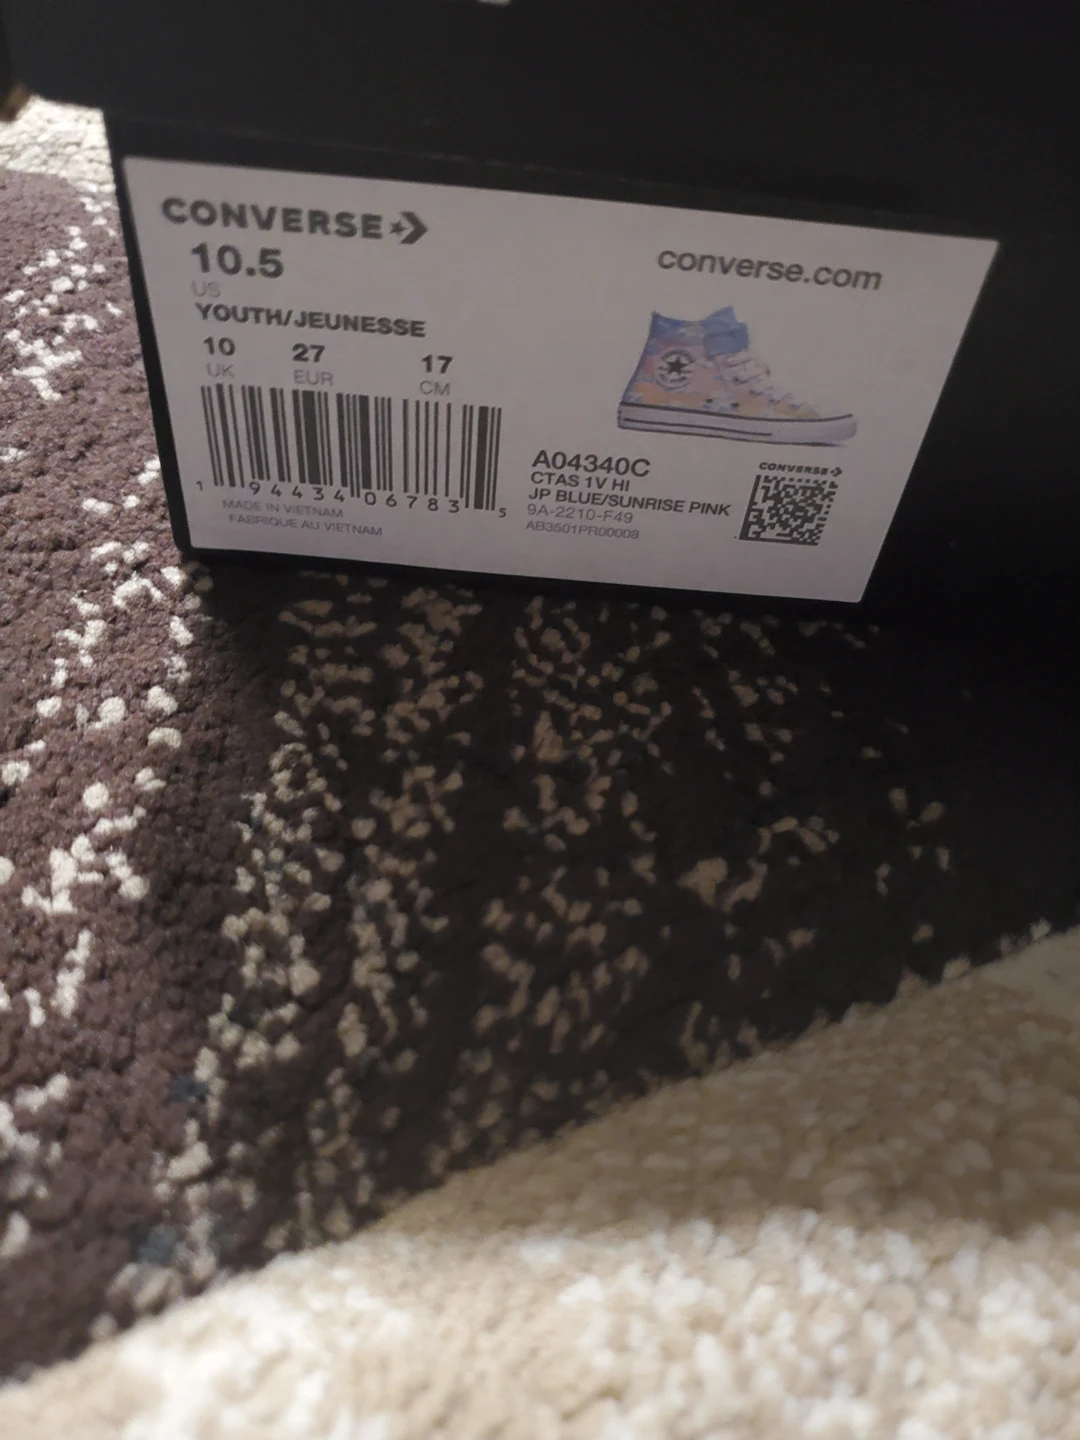 CONVERSE
10.5
US
YOUTH/JEUNESSE
10 27 17
UK EUR CM
1 94434 06783 5
MADE IN VIETNAM
FABRIQUE AU VIETNAM
converse.com
A04340C
CTAS 1V HI
JP BLUE/SUNRISE PINK
9A-2210-F49
AB3501PR00008
CONVERSE